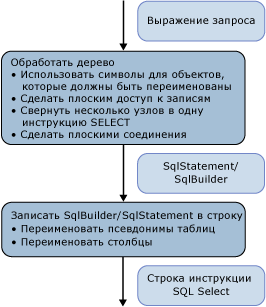 Выражение запроса
Обработать дерево
• Использовать символы для объектов,
которые должны быть переименованы
• Сделать плоским доступ к записям
• Свернуть несколько узлов в одну
инструкцию SELECT
• Сделать плоскими соединения
SqlStatement/
SqlBuilder
Записать SqlBuilder/SqlStatement в строку
• Переименовать псевдонимы таблиц
• Переименовать столбцы
Строка инструкции
SQL Select